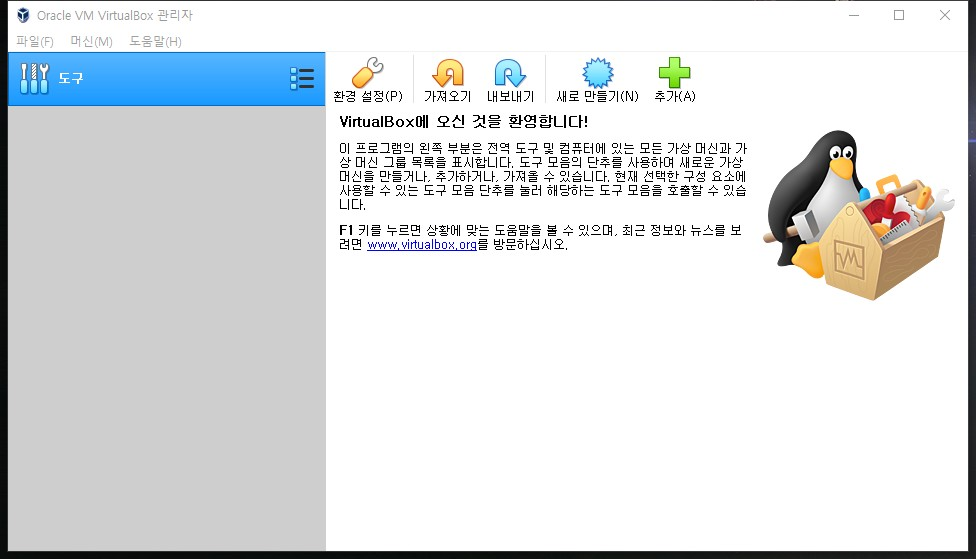 Oracle VM VirtualBox 관리자
파일(F) 머신(M) 도움말(H)
도구
환경 설정(P) 가져오기 내보내기 새로 만들기(N) 추가(A)
VirtualBox에 오신 것을 환영합니다!
이 프로그램의 왼쪽 부분은 전역 도구 및 컴퓨터에 있는 모든 가상 머신과 가
상 머신 그룹 목록을 표시합니다. 도구 모음의 단추를 사용하여 새로운 가상
머신을 만들거나, 추가하거나, 가져올 수 있습니다. 현재 선택한 구성 요소에
사용할 수 있는 도구 모음 단추를 눌러 해당하는 도구 모음을 호출할 수 있습
니다.
F1 키를 누르면 상황에 맞는 도움말을 볼 수 있으며, 최근 정보와 뉴스를 보
려면 www.virtualbox.org를 방문하십시오.